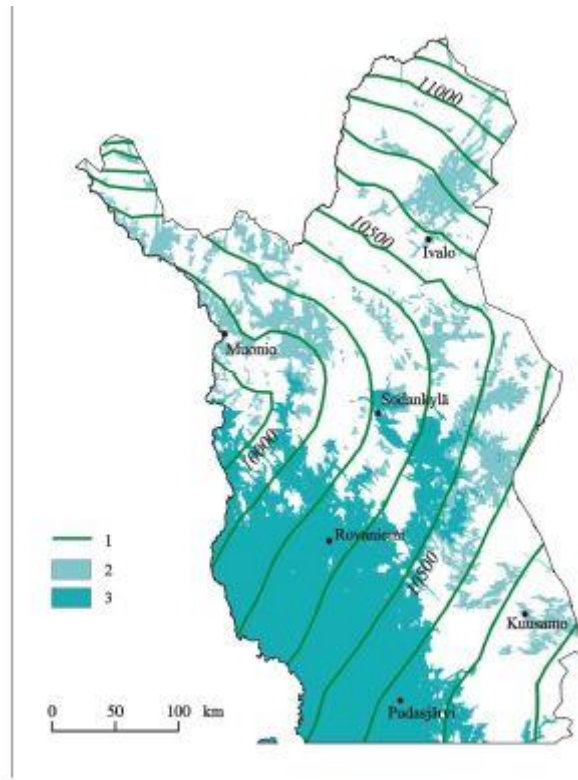 11000
10500
Ivalo
Muonio
Sodankylä
10000
Rovaniemi
10500
Kuusamo
Pudasjärvi
1
2
3
0 50 100 km